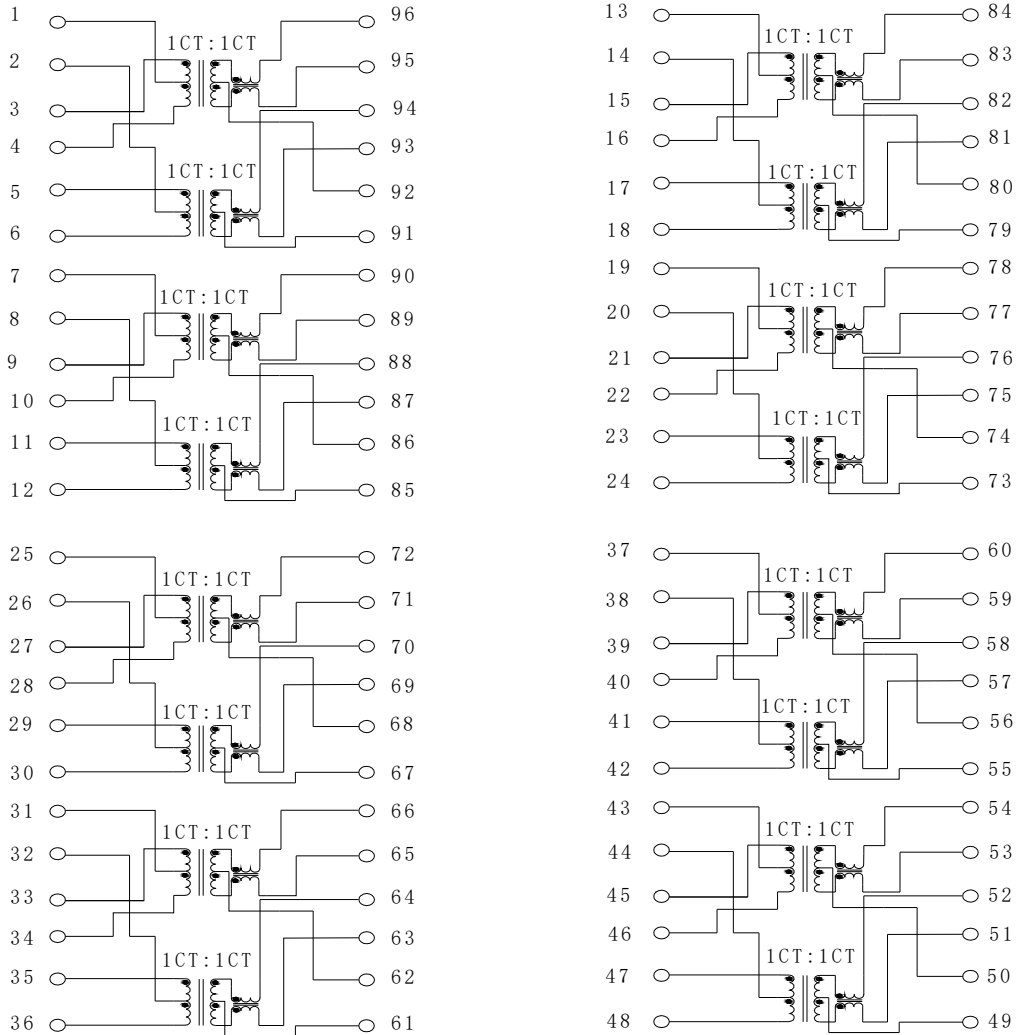 1 96 13 84
1CT:1CT 1CT:1CT
2 95 14 83
3 94 15 82
4 93 16 81
1CT:1CT 1CT:1CT
5 92 17 80
6 91 18 79
7 90 19 78
1CT:1CT 1CT:1CT
8 89 20 77
9 88 21 76
10 87 22 75
1CT:1CT 1CT:1CT
11 86 23 74
12 85 24 73
25 72 37 60
1CT:1CT 1CT:1CT
26 71 38 59
27 70 39 58
28 69 40 57
1CT:1CT 1CT:1CT
29 68 41 56
30 67 42 55
31 66 43 54
1CT:1CT 1CT:1CT
32 65 44 53
33 64 45 52
34 63 46 51
1CT:1CT 1CT:1CT
35 62 47 50
36 61 48 49